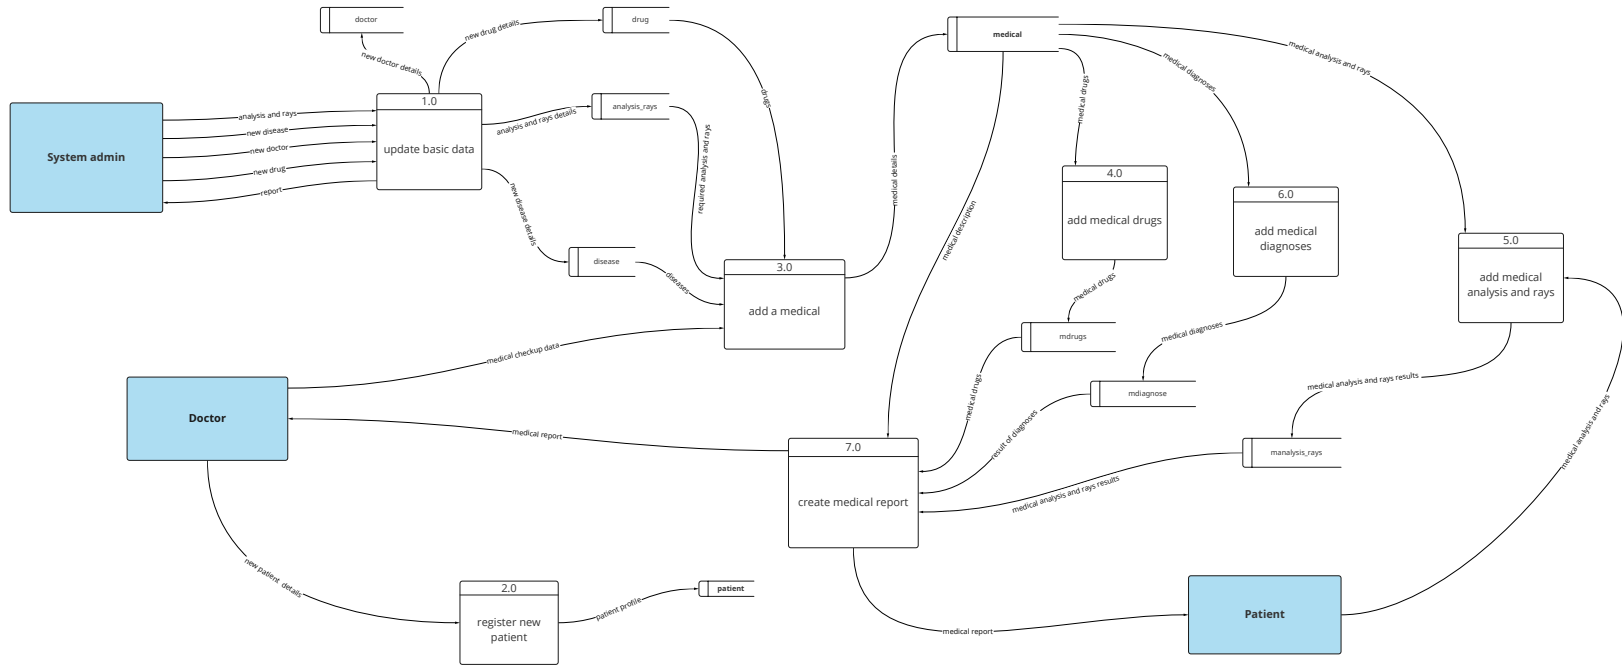 doctor
drug
medical
new doctor details
new drug details
drugs
medical details
medical description
medical drugs
medical diagnoses
medical analysis and rays
System admin
analysis and rays
new disease
new doctor
new drug
report
1.0
update basic data
analysis and rays details
new disease details
analysis_rays
required analysis and rays
disease
diseases
3.0
add a medical
4.0
add medical drugs
6.0
add medical
diagnoses
5.0
add medical
analysis and rays
medical drugs
mdrugs
medical diagnoses
mdiagnose
medical analysis and rays results
manalysis_rays
medical checkup data
Doctor
medical report
7.0
create medical report
medical drugs
result of diagnoses
medical analysis and rays results
medical analysis and rays
new patient details
2.0
register new
patient
patient profile
patient
medical report
Patient